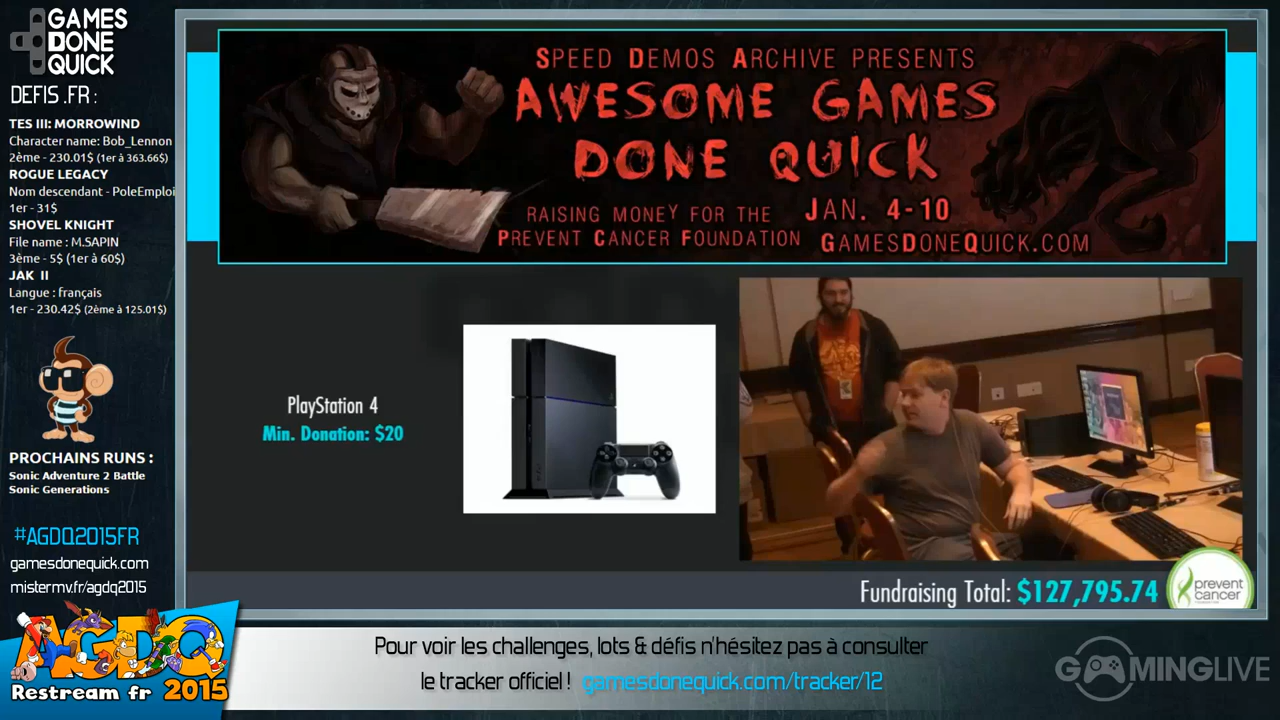 GAMES
DONE
QUICK
DEFIS .FR :
TES III: MORROWIND
Character name: Bob_Lennon
2ème - 230.01$ (1er à 363.66$)
ROGUE LEGACY
Nom descendant - PoleEmploi
1er - 31$
SHOVEL KNIGHT
File name : M.SAPIN
3ème - 5$ (1er à 60$)
JAK II
Langue : français
1er - 230.42$ (2ème à 125.01$)
PROCHAINS RUNS :
Sonic Adventure 2 Battle
Sonic Generations
#AGDQ2015FR
gamesdonequick.com
mistermv.fr/agdq2015
AGDQ
Restream fr 2015
SPEED DEMOS ARCHIVE PRESENTS
AWESOME GAMES
DONE QUICK
RAISING MONEY FOR THE
PREVENT CANCER FOUNDATION
JAN. 4-10
GAMESDONEQUICK.COM
PlayStation 4
Min. Donation: $20
Fundraising Total: $127,795.74
prevent
cancer
Pour voir les challenges, lots & défis n'hésitez pas à consulter
le tracker officiel ! gamesdonequick.com/tracker/12
GAMINGLIVE